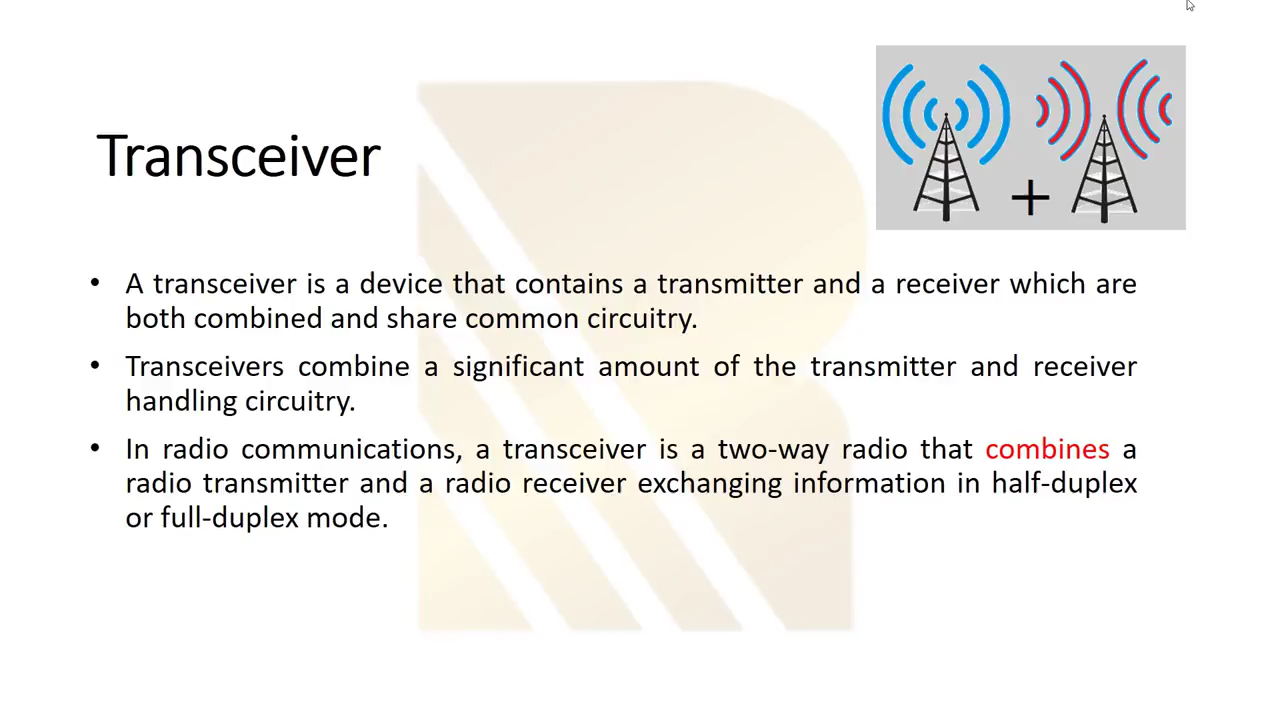 Transceiver
+
• A transceiver is a device that contains a transmitter and a receiver which are
both combined and share common circuitry.
• Transceivers combine a significant amount of the transmitter and receiver
handling circuitry.
• In radio communications, a transceiver is a two-way radio that combines a
radio transmitter and a radio receiver exchanging information in half-duplex
or full-duplex mode.